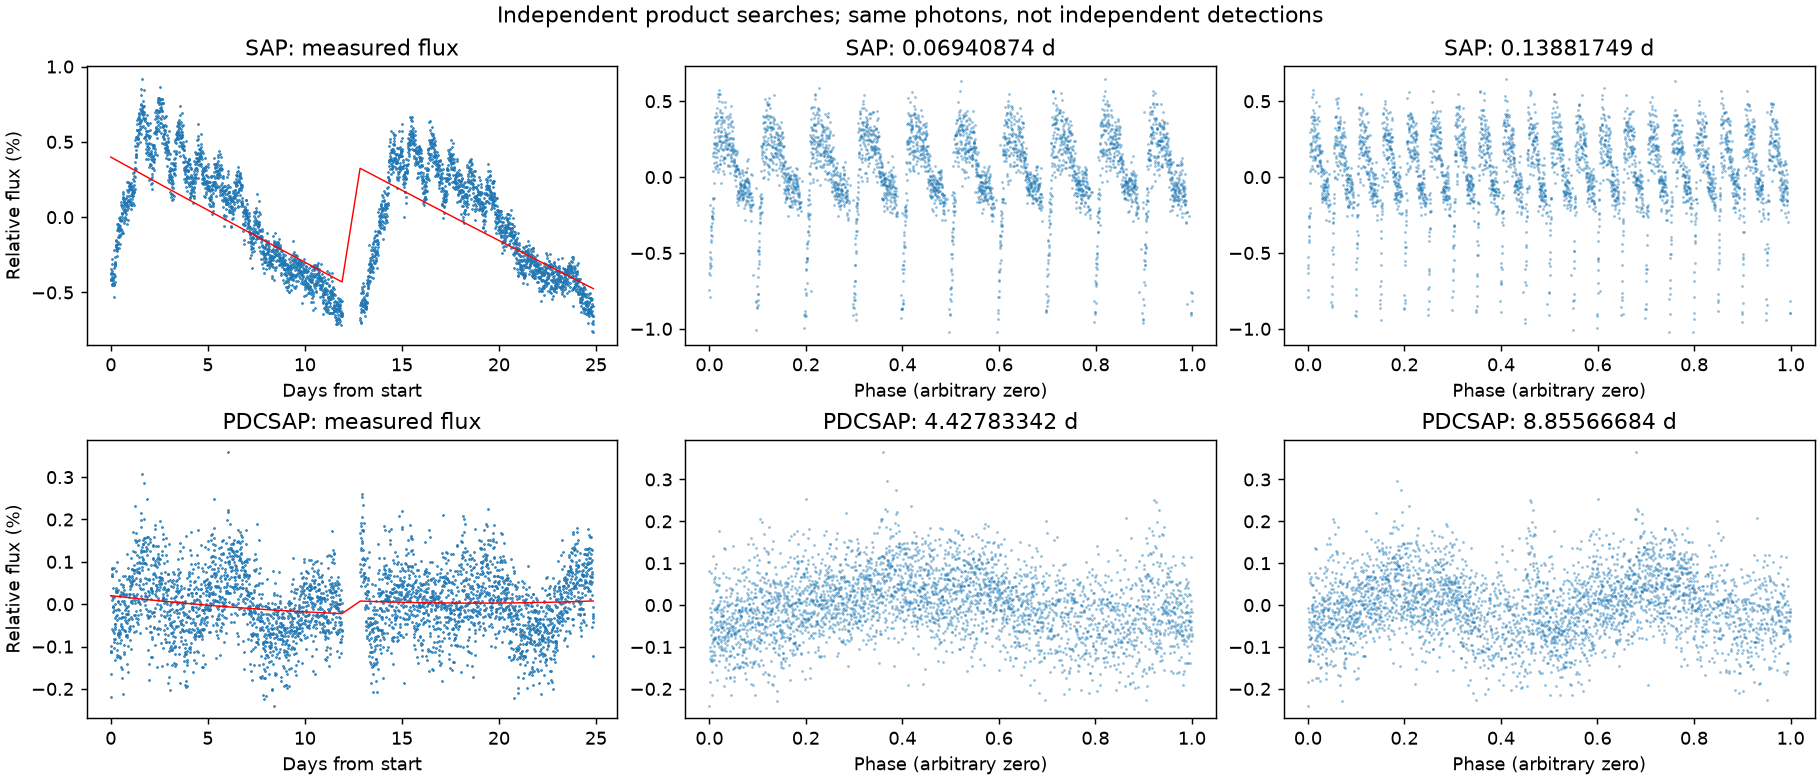 Independent product searches; same photons, not independent detections
SAP: measured flux
SAP: 0.06940874 d
SAP: 0.13881749 d
Relative flux (%)
1.0
0.5
0.0
−0.5
0.5
0.0
−0.5
−1.0
0.5
0.0
−0.5
−1.0
0 5 10 15 20 25
0.0 0.2 0.4 0.6 0.8 1.0
0.0 0.2 0.4 0.6 0.8 1.0
Days from start
Phase (arbitrary zero)
Phase (arbitrary zero)
PDCSAP: measured flux
PDCSAP: 4.42783342 d
PDCSAP: 8.85566684 d
Relative flux (%)
0.3
0.2
0.1
0.0
−0.1
−0.2
0.3
0.2
0.1
0.0
−0.1
−0.2
0.3
0.2
0.1
0.0
−0.1
−0.2
0 5 10 15 20 25
0.0 0.2 0.4 0.6 0.8 1.0
0.0 0.2 0.4 0.6 0.8 1.0
Days from start
Phase (arbitrary zero)
Phase (arbitrary zero)